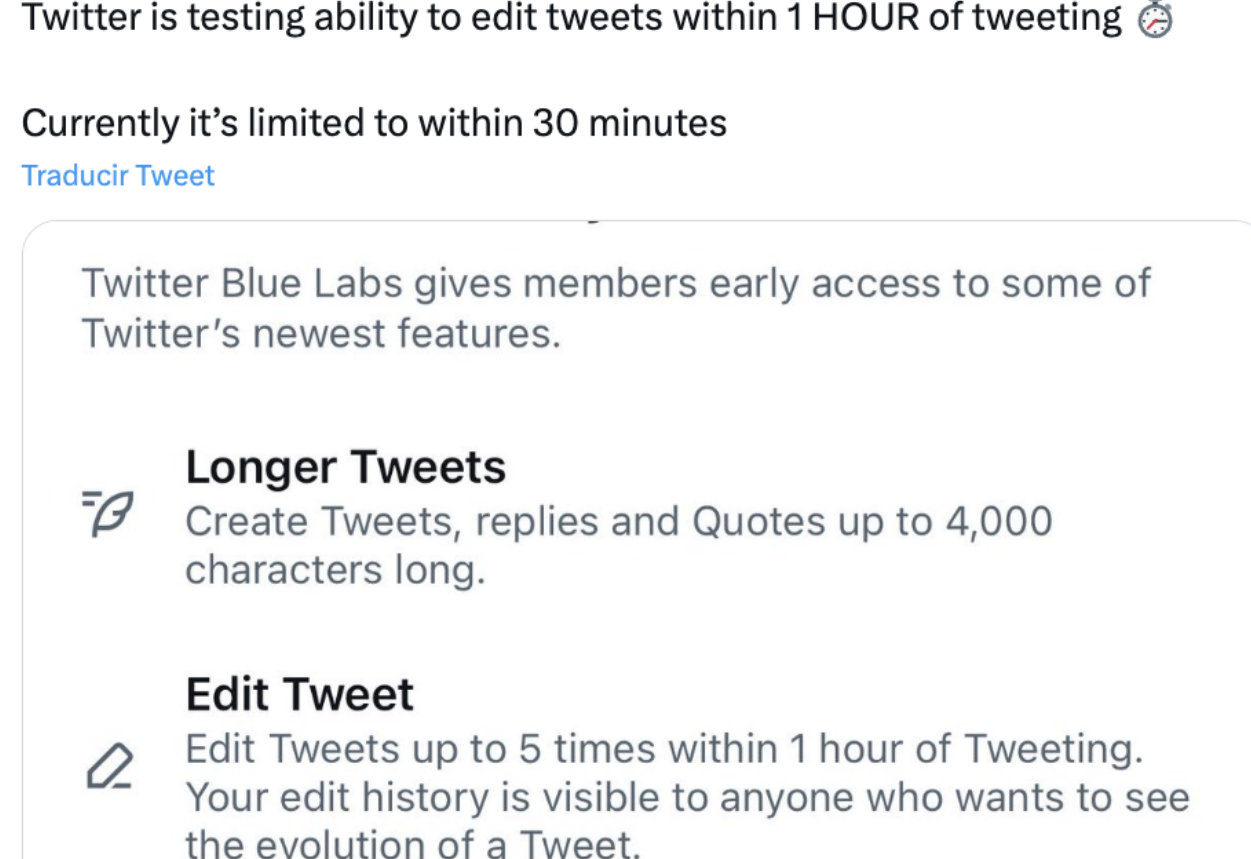 Twitter is testing ability to edit tweets within 1 HOUR of tweeting ⏱
Currently it’s limited to within 30 minutes
Traducir Tweet
Twitter Blue Labs gives members early access to some of
Twitter’s newest features.
Longer Tweets
Create Tweets, replies and Quotes up to 4,000
characters long.
Edit Tweet
Edit Tweets up to 5 times within 1 hour of Tweeting.
Your edit history is visible to anyone who wants to see
the evolution of a Tweet.